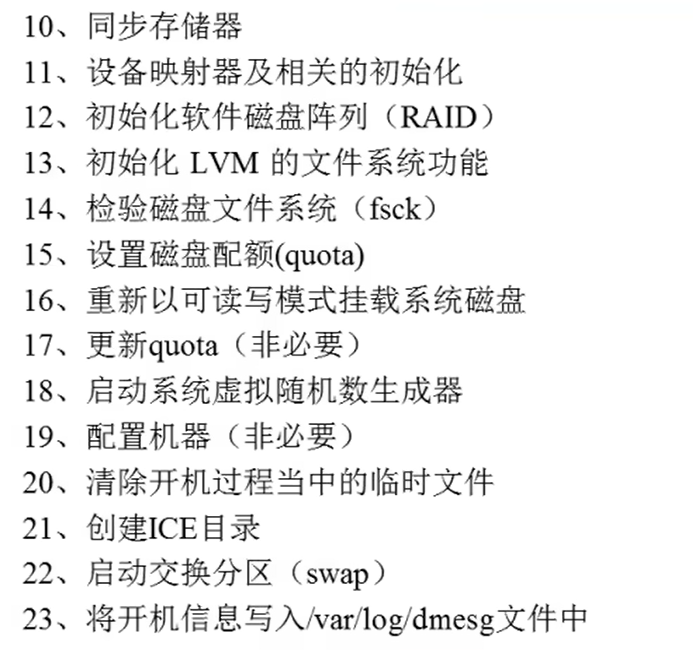 10、同步存储器
11、设备映射器及相关的初始化
12、初始化软件磁盘阵列（RAID）
13、初始化 LVM 的文件系统功能
14、检验磁盘文件系统（fsck）
15、设置磁盘配额(quota)
16、重新以可读写模式挂载系统磁盘
17、更新quota（非必要）
18、启动系统虚拟随机数生成器
19、配置机器（非必要）
20、清除开机过程当中的临时文件
21、创建ICE目录
22、启动交换分区（swap）
23、将开机信息写入/var/log/dmesg文件中